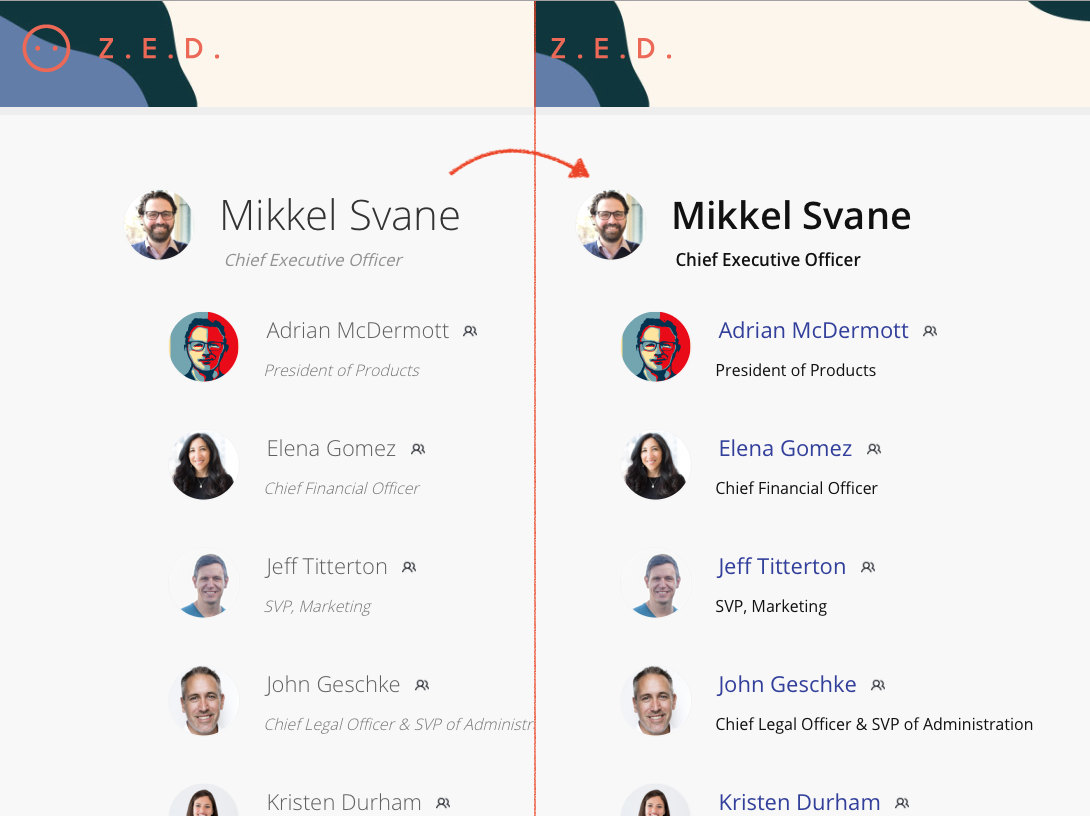 Z.E.D.
Mikkel Svane
Chief Executive Officer
Adrian McDermott
President of Products
Elena Gomez
Chief Financial Officer
Jeff Titterton
SVP, Marketing
John Geschke
Chief Legal Officer & SVP of Administr
Kristen Durham
Z.E.D.
Mikkel Svane
Chief Executive Officer
Adrian McDermott
President of Products
Elena Gomez
Chief Financial Officer
Jeff Titterton
SVP, Marketing
John Geschke
Chief Legal Officer & SVP of Administration
Kristen Durham